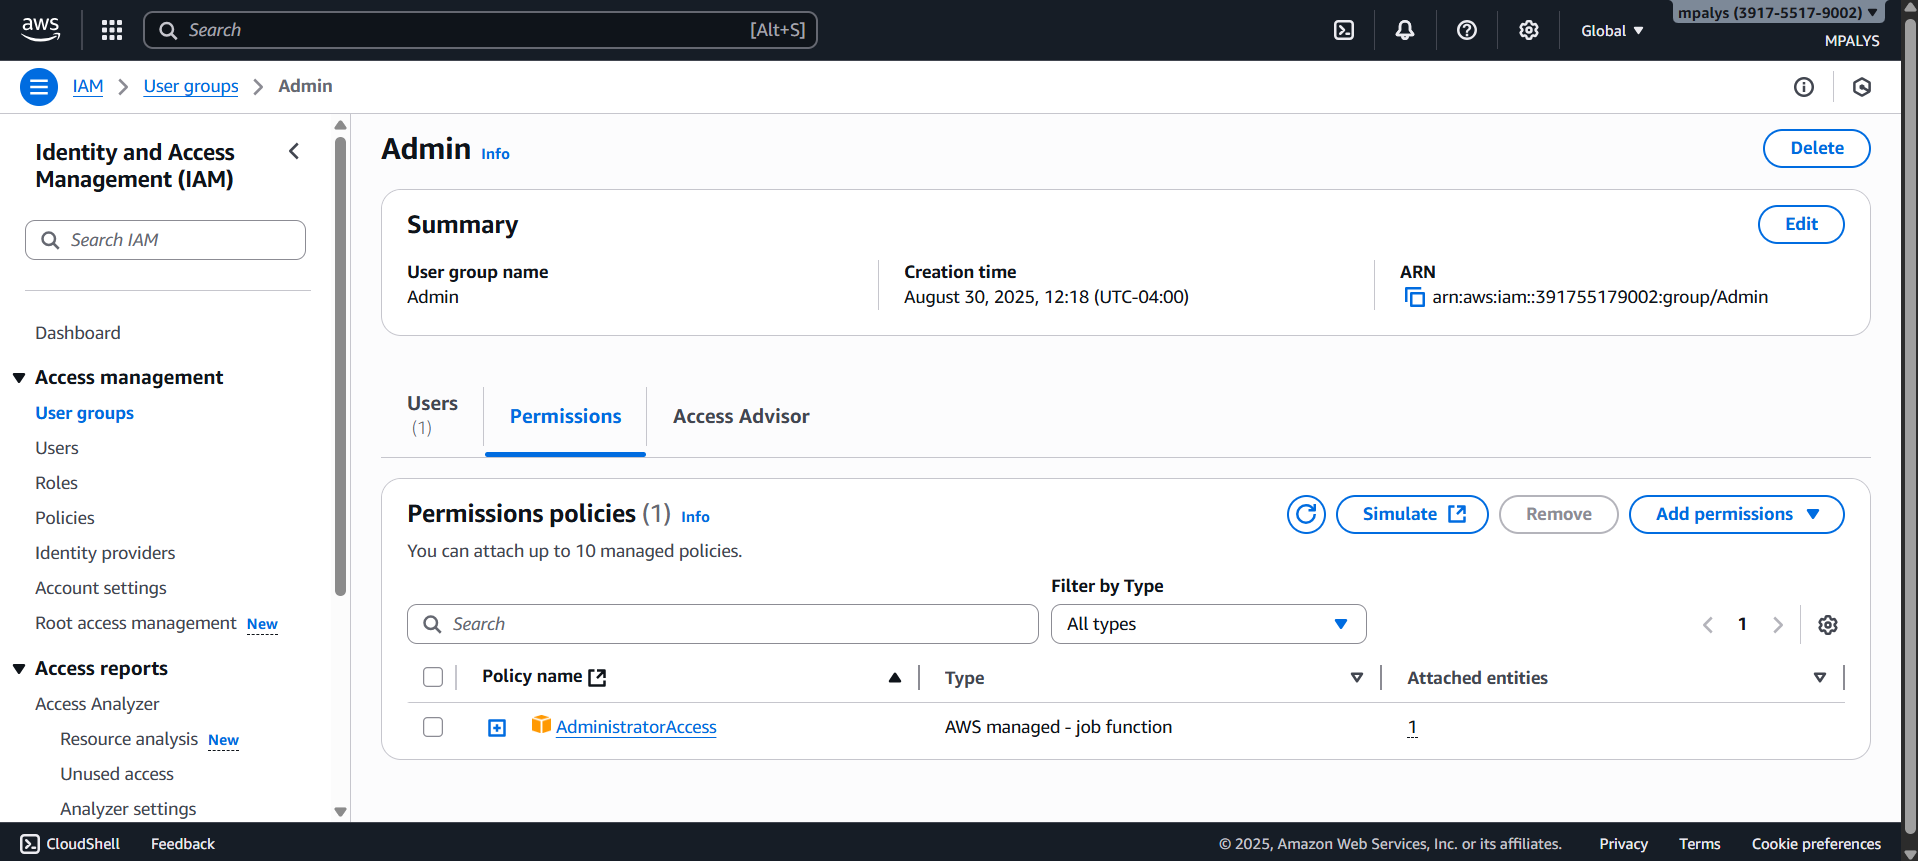 aws
Search
[Alt+S]
Global
mpalys (3917-5517-9002)
MPALYS
IAM
User groups
Admin
Identity and Access
Management (IAM)
Search IAM
Dashboard
Access management
User groups
Users
Roles
Policies
Identity providers
Account settings
Root access management New
Access reports
Access Analyzer
Resource analysis New
Unused access
Analyzer settings
Admin Info
Delete
Summary
Edit
User group name
Admin
Creation time
August 30, 2025, 12:18 (UTC-04:00)
ARN
arn:aws:iam::391755179002:group/Admin
Users
(1)
Permissions
Access Advisor
Permissions policies (1) Info
You can attach up to 10 managed policies.
Simulate
Remove
Add permissions
Filter by Type
Search
All types
1
Policy name
Type
Attached entities
AdministratorAccess
AWS managed - job function
1
CloudShell
Feedback
© 2025, Amazon Web Services, Inc. or its affiliates.
Privacy
Terms
Cookie preferences